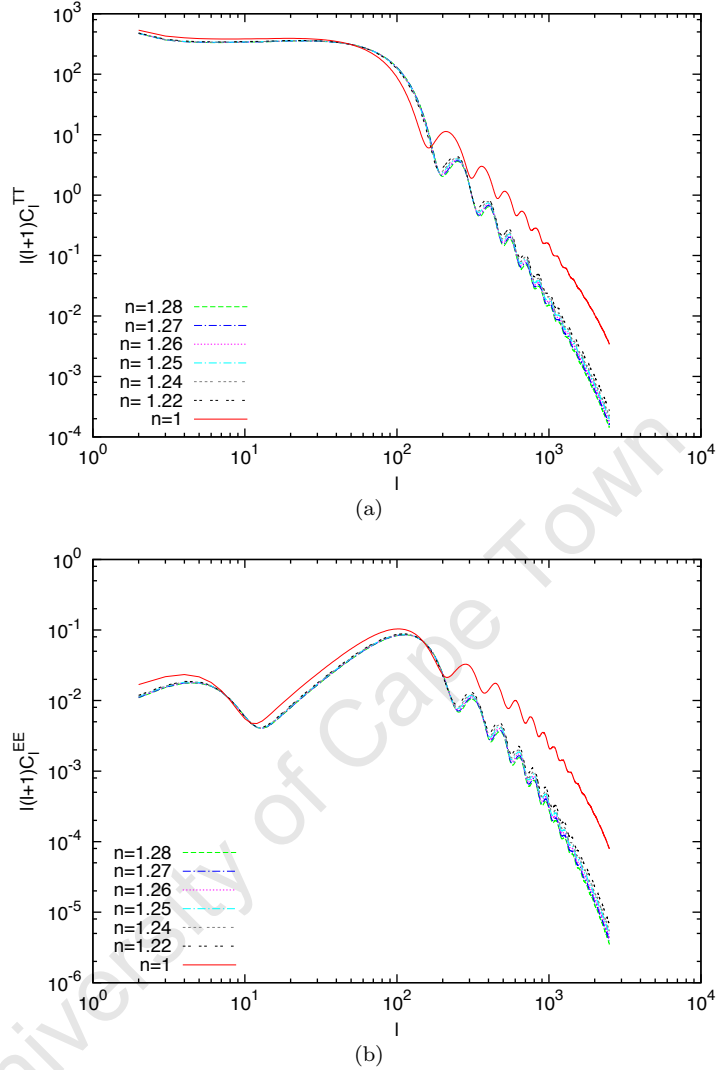 10^3
10^2
10^1
10^0
10^-1
10^-2
10^-3
10^-4
l(l+1)C_l^TT
n=1.28
n=1.27
n= 1.26
n= 1.25
n= 1.24
n= 1.22
n=1
10^0 10^1 10^2 10^3 10^4
l
(a)
10^0
10^-1
10^-2
10^-3
10^-4
10^-5
10^-6
l(l+1)C_l^EE
n=1.28
n=1.27
n=1.26
n=1.25
n=1.24
n=1.22
n=1
10^0 10^1 10^2 10^3 10^4
l
(b)
University of Cape Town